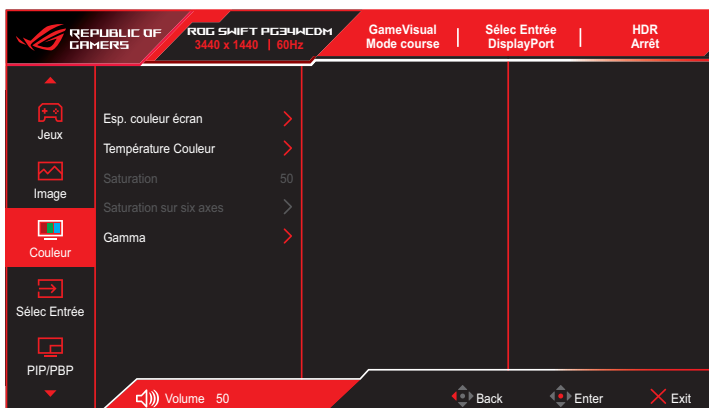 REPUBLIC OF
GAMERS
ROG SWIFT PG34WCDM
3440 x 1440 | 60Hz
GameVisual
Mode course
Sélec Entrée
DisplayPort
HDR
Arrêt
Jeux
Image
Couleur
Sélec Entrée
PIP/PBP
Esp. couleur écran
Température Couleur
Saturation 50
Saturation sur six axes
Gamma
Volume 50
Back
Enter
Exit